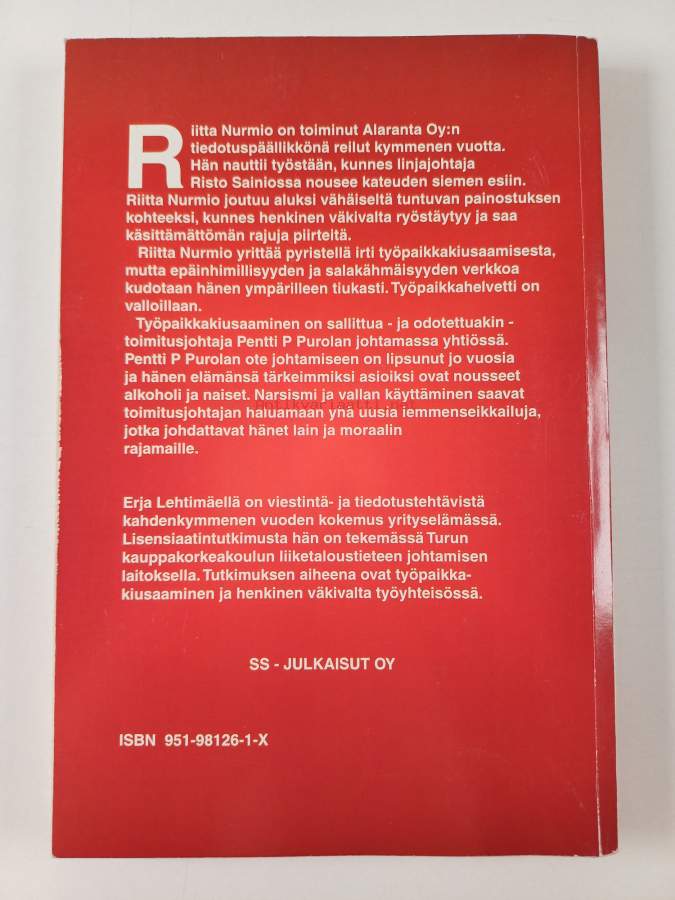 Riitta Nurmio on toiminut Alaranta Oy:n
tiedotuspäällikkönä reilut kymmenen vuotta.
Hän nauttii työstään, kunnes linjajohtaja
Risto Sainiossa nousee kateuden siemen esiin.
Riitta Nurmio joutuu aluksi vähäiseltä tuntuvan painostuksen
kohteeksi, kunnes henkinen väkivalta ryöstäytyy ja saa
käsittämättömän rajuja piirteitä.
Riitta Nurmio yrittää pyristellä irti työpaikkakiusaamisesta,
mutta epäinhimillisyyden ja salakähmäisyyden verkkoa
kudotaan hänen ympärilleen tiukasti. Työpaikkahelvetti on
valloillaan.
Työpaikkakiusaaminen on sallittua - ja odotettuakin -
toimitusjohtaja Pentti P Purolan johtamassa yhtiössä.
Pentti P Purolan ote johtamiseen on lipsunut jo vuosia
ja hänen elämänsä tärkeimmiksi asioiksi ovat nousseet
alkoholi ja naiset. Narsismi ja vallan käyttäminen saavat
toimitusjohtajan haluamaan yhä uusia lemmenseikkailuja,
jotka johdattavat hänet lain ja moraalin
rajamaille.
Erja Lehtimäellä on viestintä- ja tiedotustehtävistä
kahdenkymmenen vuoden kokemus yrityselämässä.
Lisensiaatintutkimusta hän on tekemässä Turun
kauppakorkeakoulun liiketaloustieteen johtamisen
laitoksella. Tutkimuksen aiheena ovat työpaikka-
kiusaaminen ja henkinen väkivalta työyhteisössä.
SS - JULKAISUT OY
ISBN 951-98126-1-X